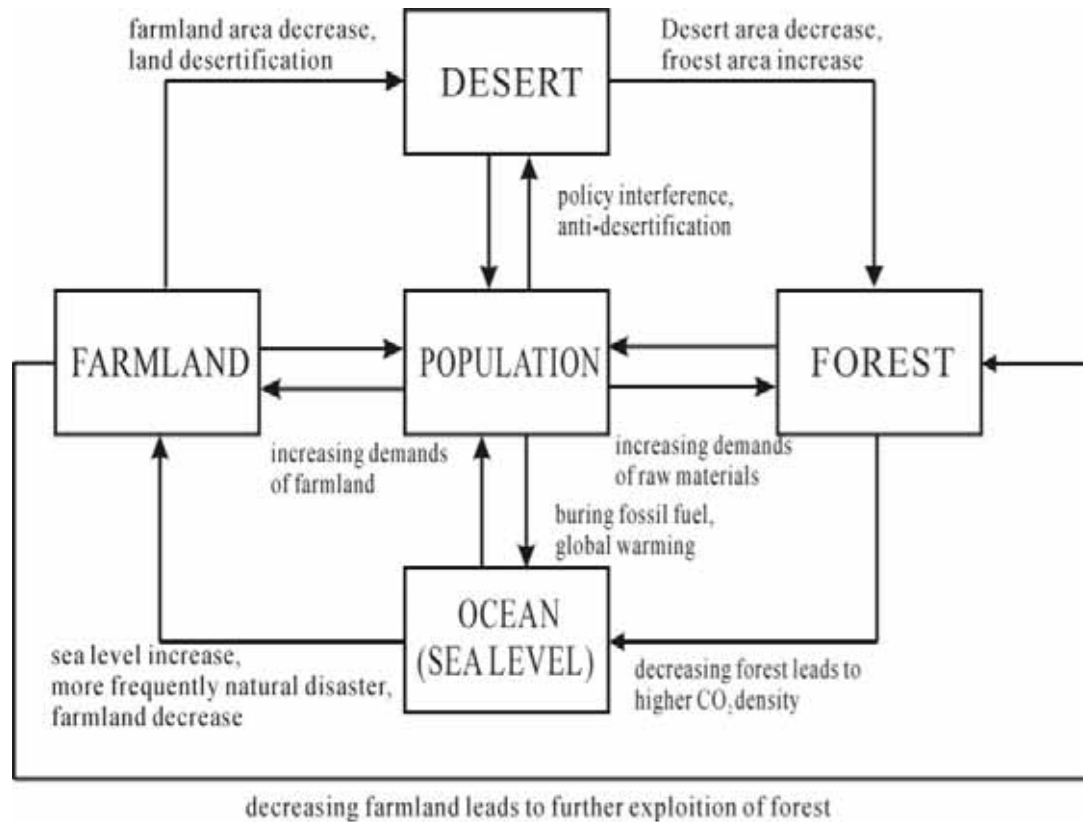 farmland area decrease,
land desertification
DESERT
Desert area decrease,
froest area increase
policy interference,
anti-desertification
FARMLAND
POPULATION
FOREST
increasing demands
of farmland
increasing demands
of raw materials
buring fossil fuel,
global warming
OCEAN
(SEA LEVEL)
sea level increase,
more frequently natural disaster,
farmland decrease
decreasing forest leads to
higher CO₂ density
decreasing farmland leads to further exploition of forest